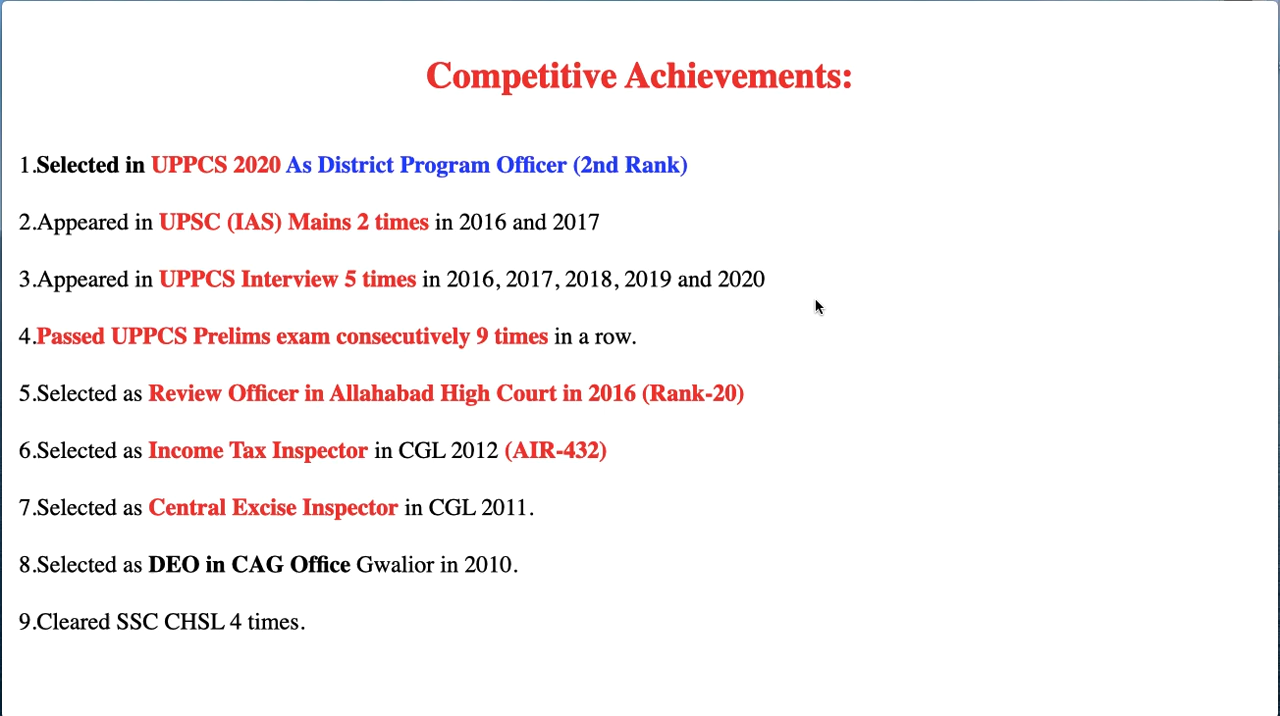 Competitive Achievements:
1.Selected in UPPCS 2020 As District Program Officer (2nd Rank)
2.Appeared in UPSC (IAS) Mains 2 times in 2016 and 2017
3.Appeared in UPPCS Interview 5 times in 2016, 2017, 2018, 2019 and 2020
4.Passed UPPCS Prelims exam consecutively 9 times in a row.
5.Selected as Review Officer in Allahabad High Court in 2016 (Rank-20)
6.Selected as Income Tax Inspector in CGL 2012 (AIR-432)
7.Selected as Central Excise Inspector in CGL 2011.
8.Selected as DEO in CAG Office Gwalior in 2010.
9.Cleared SSC CHSL 4 times.